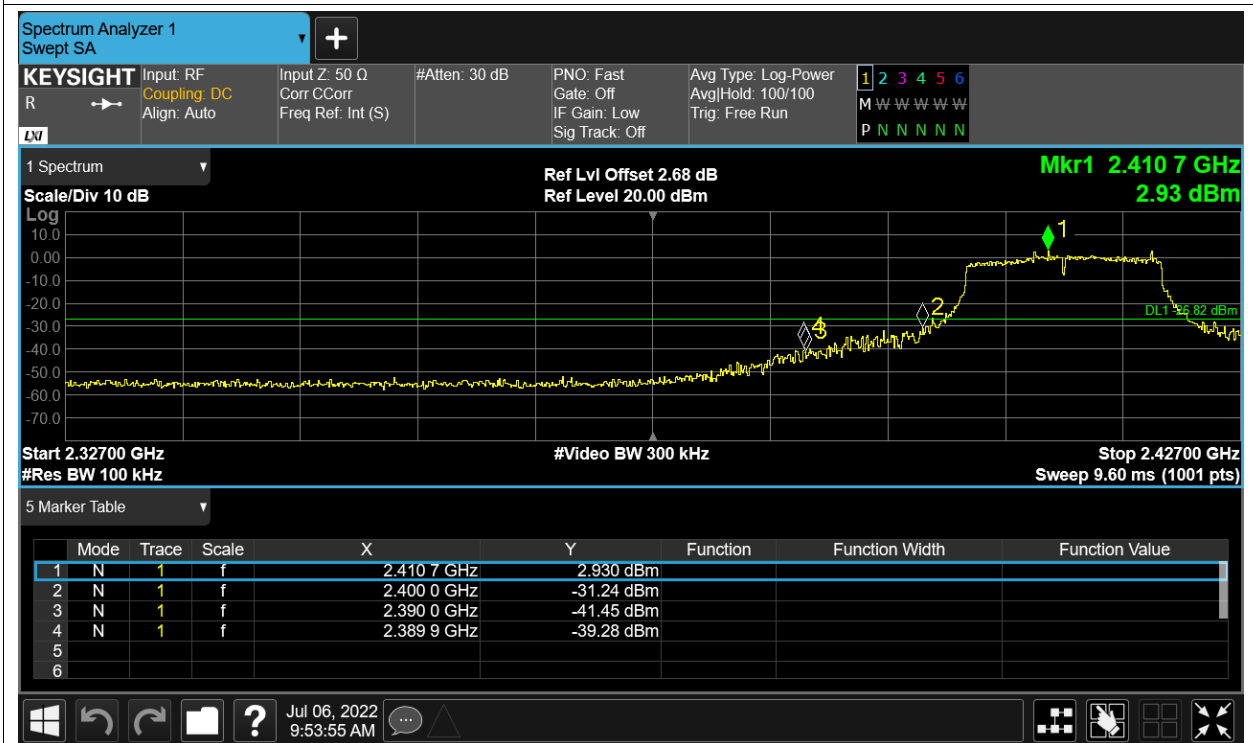 Spectrum Analyzer 1
Swept SA
KEYSIGHT
R
LXI
Input: RF
Coupling: DC
Align: Auto
Input Z: 50 Ω
Corr CCorr
Freq Ref: Int (S)
#Atten: 30 dB
PNO: Fast
Gate: Off
IF Gain: Low
Sig Track: Off
Avg Type: Log-Power
Avg|Hold: 100/100
Trig: Free Run
1 2 3 4 5 6
M W W W W W
P N N N N N
1 Spectrum
Scale/Div 10 dB
Ref Lvl Offset 2.68 dB
Ref Level 20.00 dBm
Mkr1 2.410 7 GHz
2.93 dBm
Log
10.0
0.00
-10.0
-20.0
-30.0
-40.0
-50.0
-60.0
-70.0
1
2
4
3
DL1 -26.82 dBm
Start 2.32700 GHz
#Res BW 100 kHz
#Video BW 300 kHz
Stop 2.42700 GHz
Sweep 9.60 ms (1001 pts)
5 Marker Table
Mode Trace Scale X Y Function Function Width Function Value
1 N 1 f 2.410 7 GHz 2.930 dBm
2 N 1 f 2.400 0 GHz -31.24 dBm
3 N 1 f 2.390 0 GHz -41.45 dBm
4 N 1 f 2.389 9 GHz -39.28 dBm
5
6
?
Jul 06, 2022
9:53:55 AM